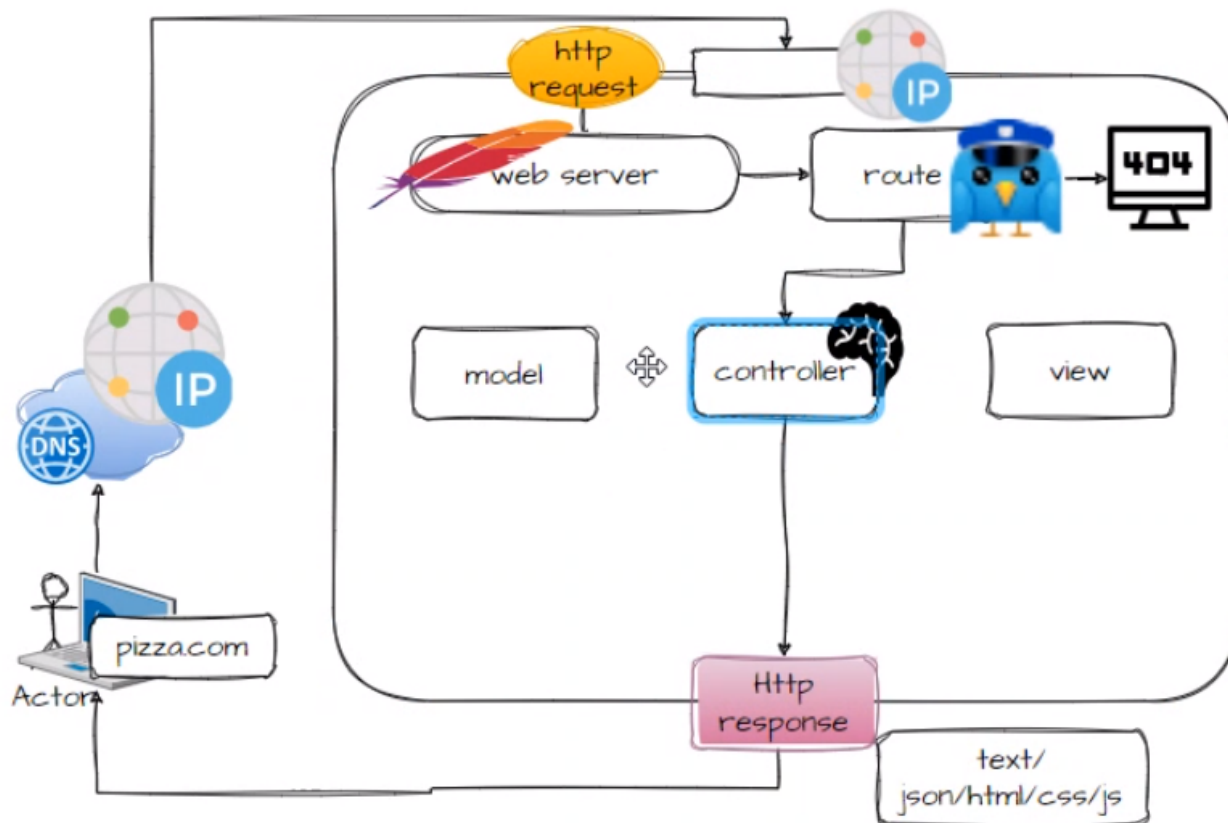 http
request
IP
web server
route
404
IP
DNS
model
controller
view
pizza.com
Actor
Http
response
text/
json/html/css/js